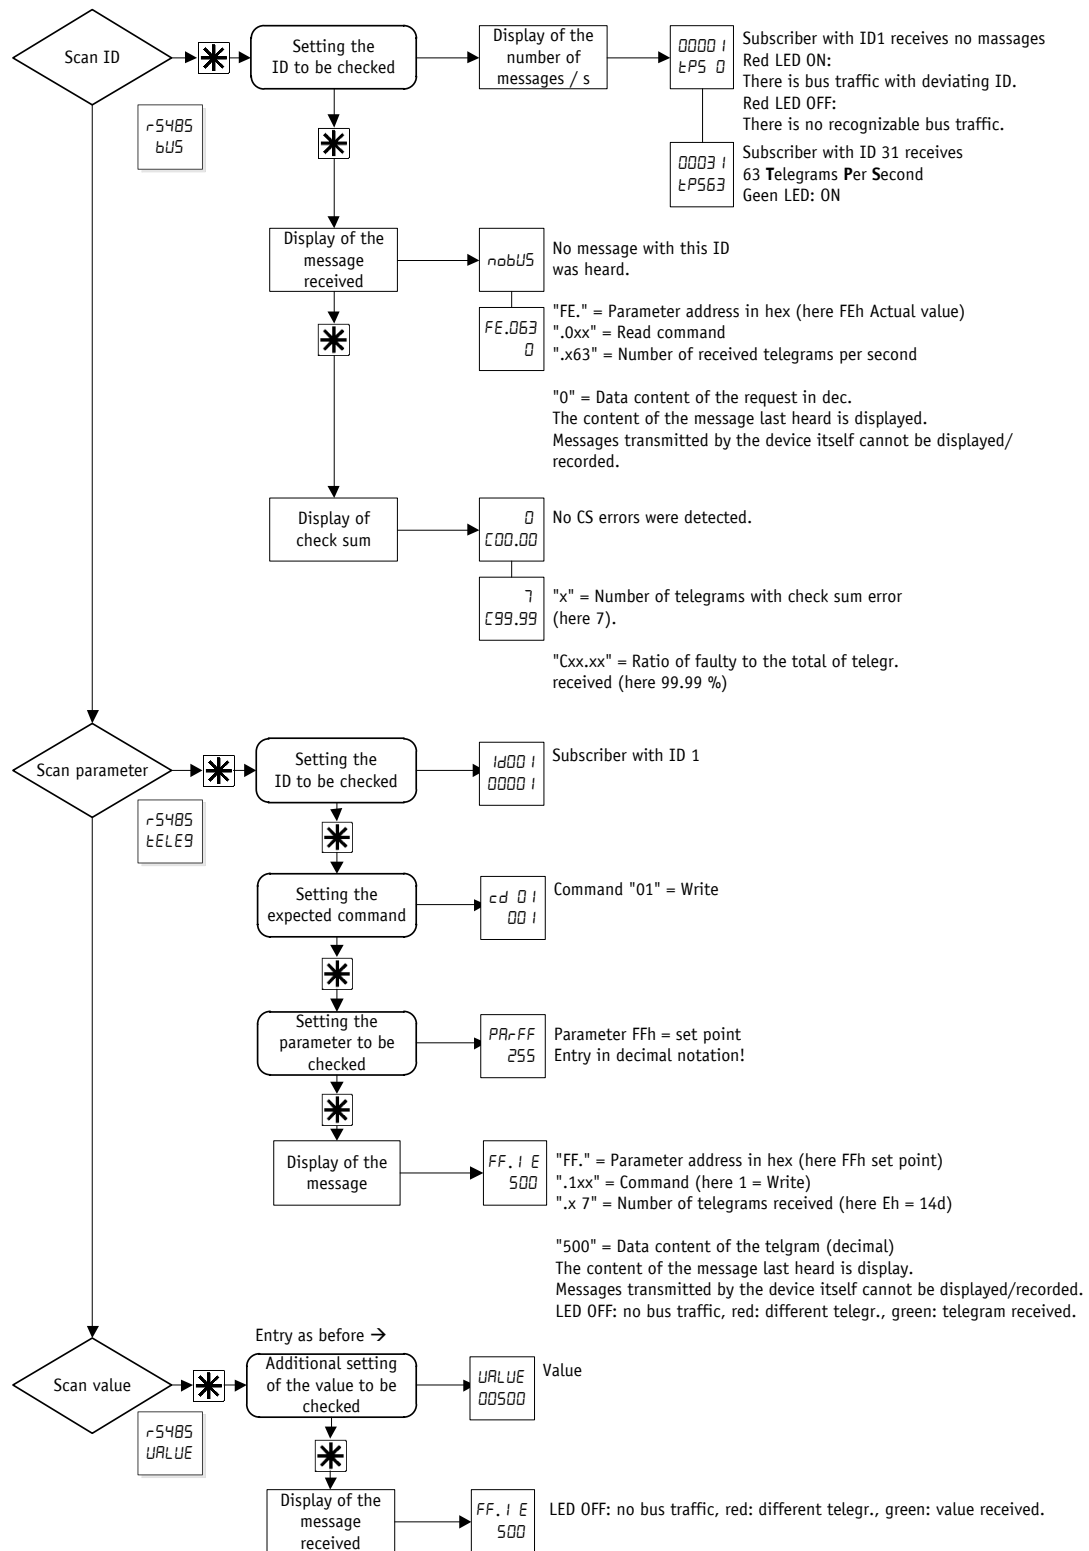 Scan ID
Setting the
ID to be checked
Display of the
number of
messages / s
00001
tPS 0
Subscriber with ID1 receives no massages
Red LED ON:
There is bus traffic with deviating ID.
Red LED OFF:
There is no recognizable bus traffic.
rS485
bUS
00031
tPS63
Subscriber with ID 31 receives
63 Telegrams Per Second
Geen LED: ON
Display of the
message
received
nobUS
No message with this ID
was heard.
FE.063
0
"FE." = Parameter address in hex (here FEh Actual value)
".0xx" = Read command
".x63" = Number of received telegrams per second
"0" = Data content of the request in dec.
The content of the message last heard is displayed.
Messages transmitted by the device itself cannot be displayed/
recorded.
Display of
check sum
0
C00.00
No CS errors were detected.
7
C99.99
"x" = Number of telegrams with check sum error
(here 7).
"Cxx.xx" = Ratio of faulty to the total of telegr.
received (here 99.99 %)
Scan parameter
rS485
tELEg
Setting the
ID to be checked
Id001
00001
Subscriber with ID 1
Setting the
expected command
cd 01
001
Command "01" = Write
Setting the
parameter to be
checked
PArFF
255
Parameter FFh = set point
Entry in decimal notation!
Display of the
message
FF.1 E
500
"FF." = Parameter address in hex (here FFh set point)
".1xx" = Command (here 1 = Write)
".x 7" = Number of telegrams received (here Eh = 14d)
"500" = Data content of the telgram (decimal)
The content of the message last heard is display.
Messages transmitted by the device itself cannot be displayed/recorded.
LED OFF: no bus traffic, red: different telegr., green: telegram received.
Entry as before →
Scan value
rS485
UALUE
Additional setting
of the value to be
checked
UALUE
00500
Value
Display of the
message
received
FF.1 E
500
LED OFF: no bus traffic, red: different telegr., green: value received.